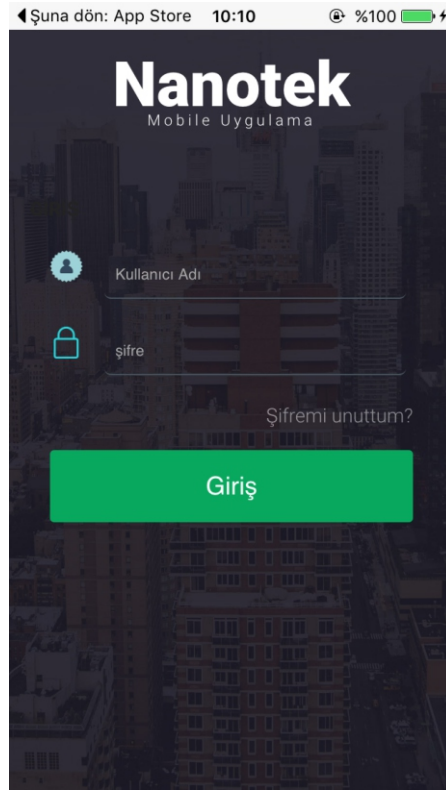 Şuna dön: App Store 10:10 %100
Nanotek
Mobile Uygulama
Kullanıcı Adı
şifre
Şifremi unuttum?
Giriş